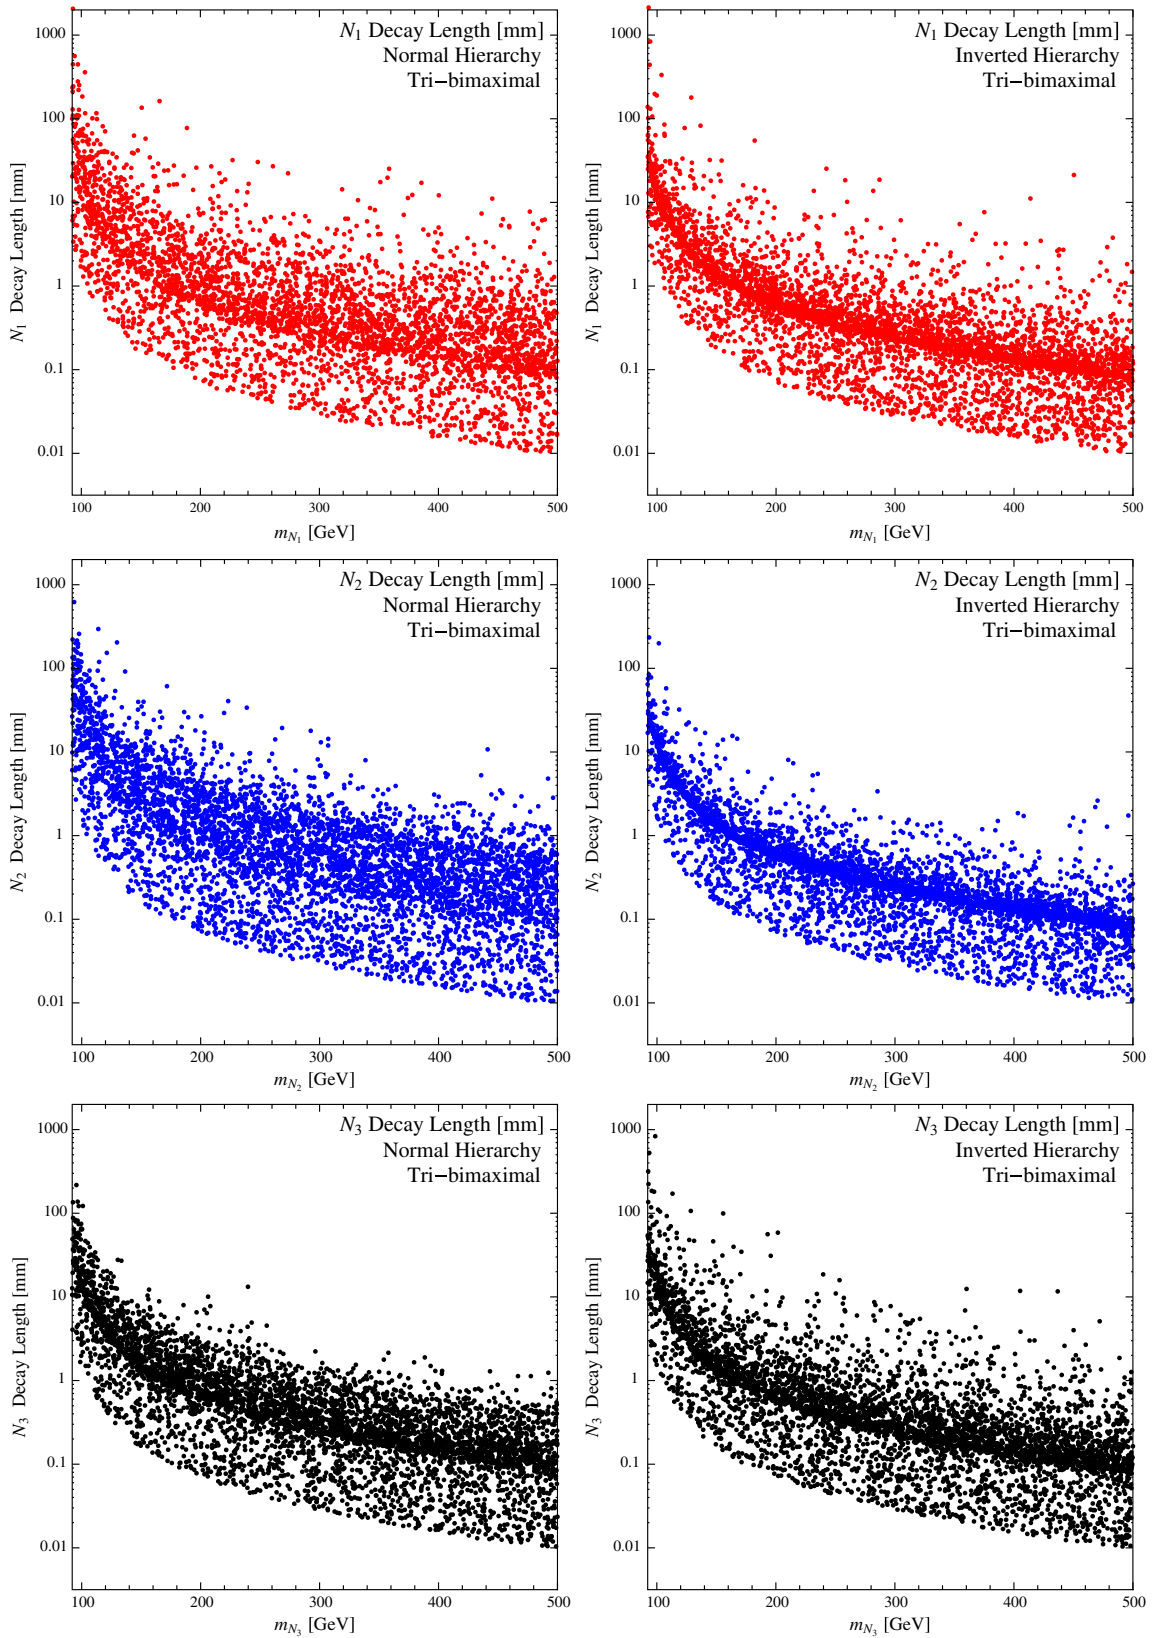 N1 Decay Length [mm]
Normal Hierarchy
Tri−bimaximal
1000
100
10
1
0.1
0.01
N1 Decay Length [mm]
100 200 300 400 500
mN1 [GeV]
N1 Decay Length [mm]
Inverted Hierarchy
Tri−bimaximal
1000
100
10
1
0.1
0.01
N1 Decay Length [mm]
100 200 300 400 500
mN1 [GeV]
N2 Decay Length [mm]
Normal Hierarchy
Tri−bimaximal
1000
100
10
1
0.1
0.01
N2 Decay Length [mm]
100 200 300 400 500
mN2 [GeV]
N2 Decay Length [mm]
Inverted Hierarchy
Tri−bimaximal
1000
100
10
1
0.1
0.01
N2 Decay Length [mm]
100 200 300 400 500
mN2 [GeV]
N3 Decay Length [mm]
Normal Hierarchy
Tri−bimaximal
1000
100
10
1
0.1
0.01
N3 Decay Length [mm]
100 200 300 400 500
mN3 [GeV]
N3 Decay Length [mm]
Inverted Hierarchy
Tri−bimaximal
1000
100
10
1
0.1
0.01
N3 Decay Length [mm]
100 200 300 400 500
mN3 [GeV]